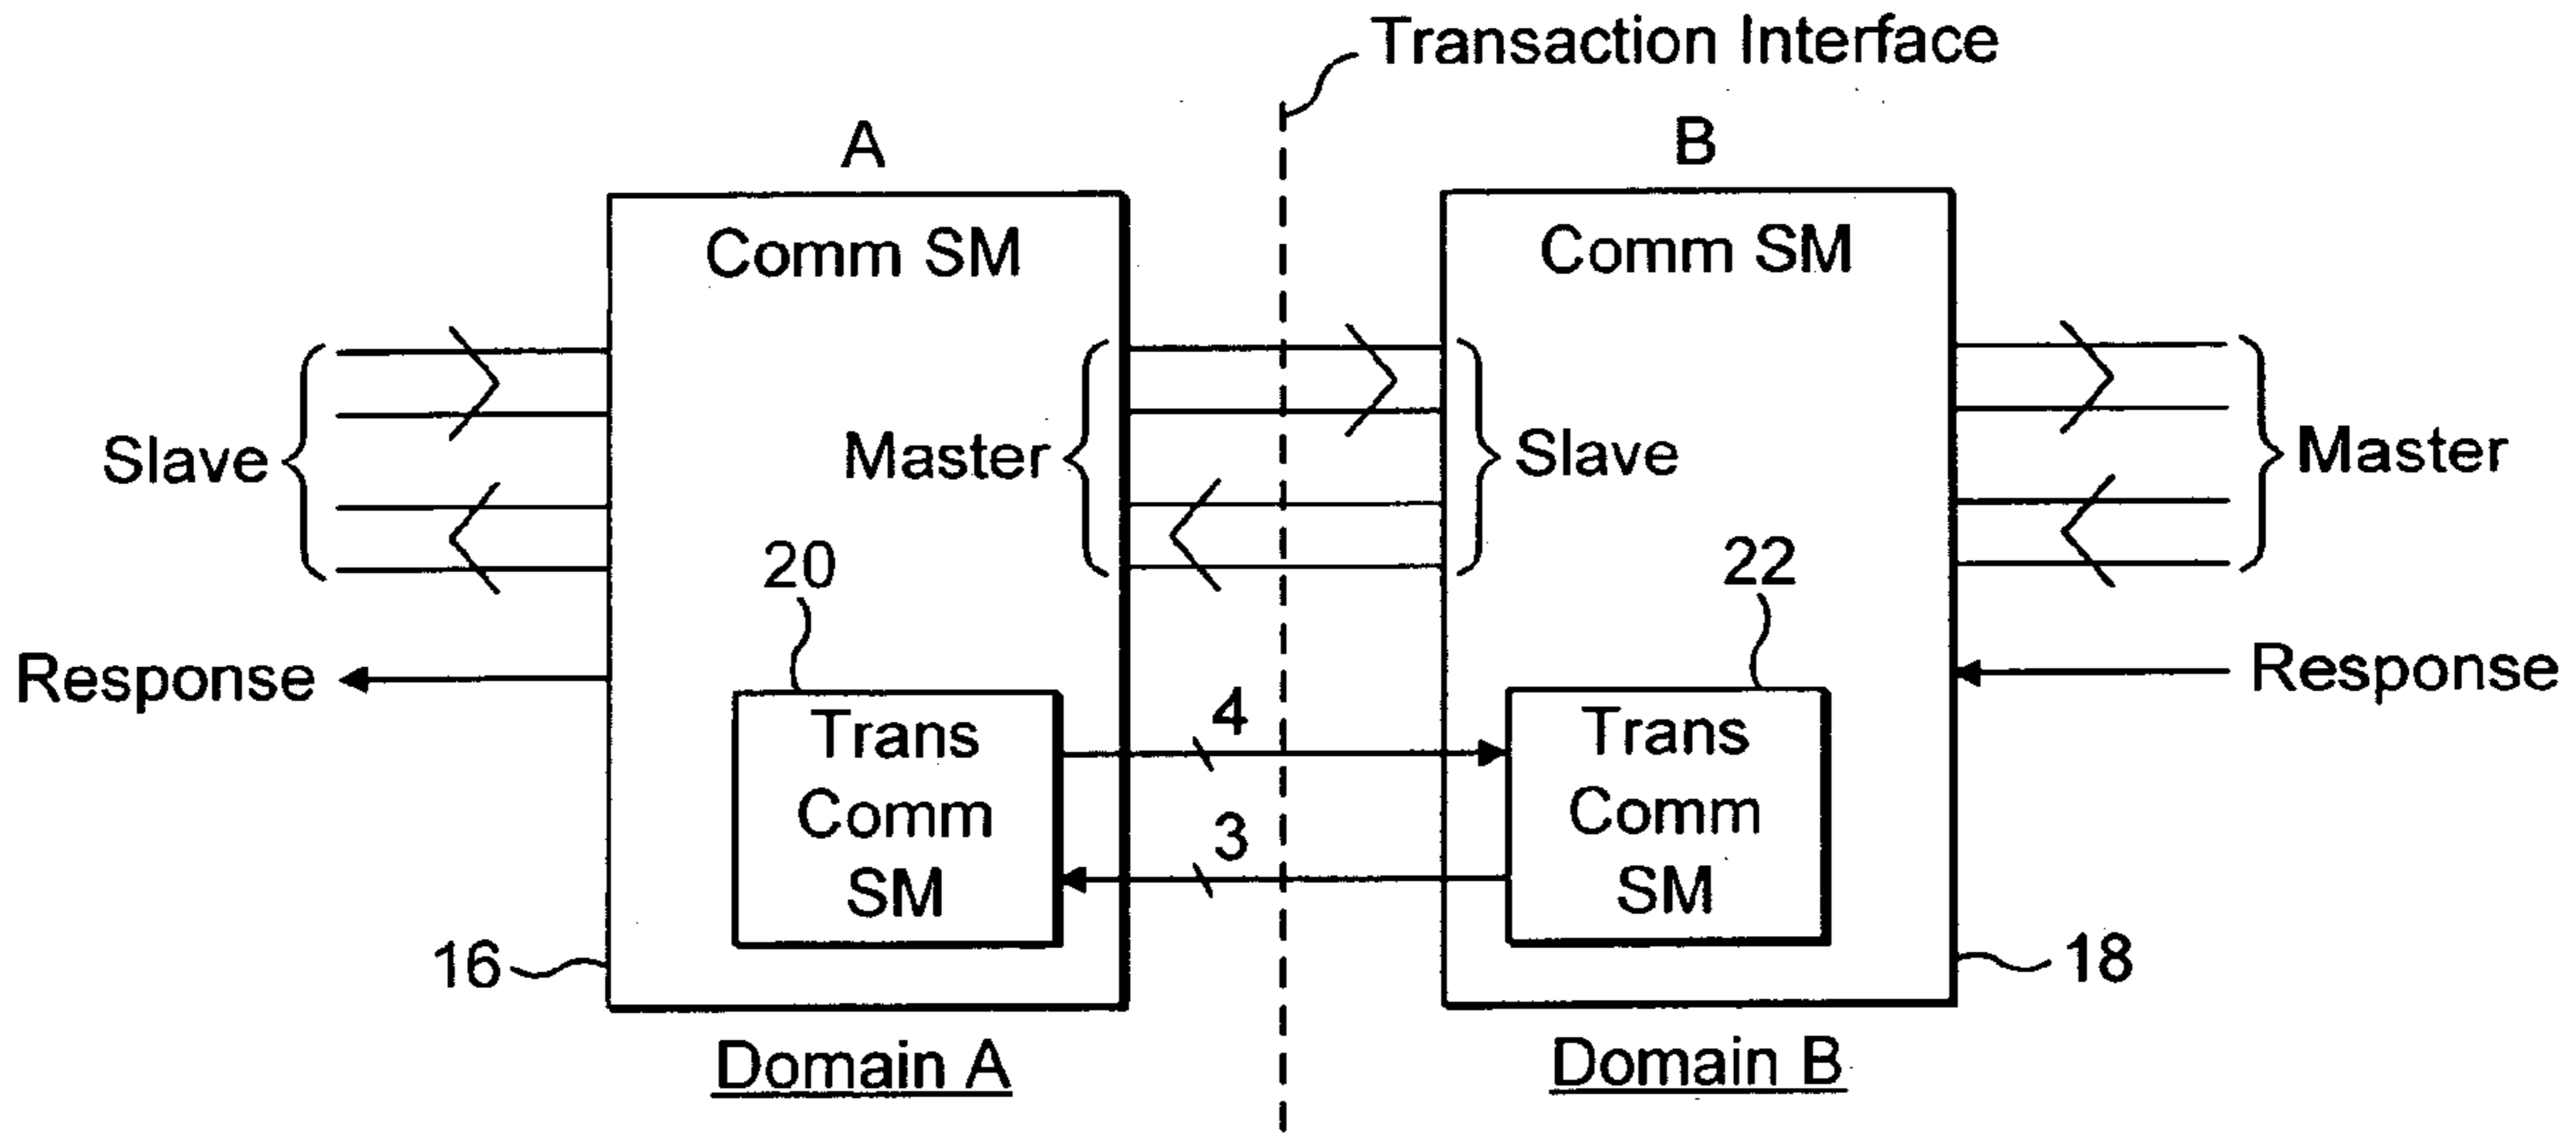 Transaction Interface
A
B
Comm SM
Comm SM
Slave
Master
Slave
Master
20
22
Response
Response
Trans
Comm
SM
4
3
Trans
Comm
SM
16
18
Domain A
Domain B